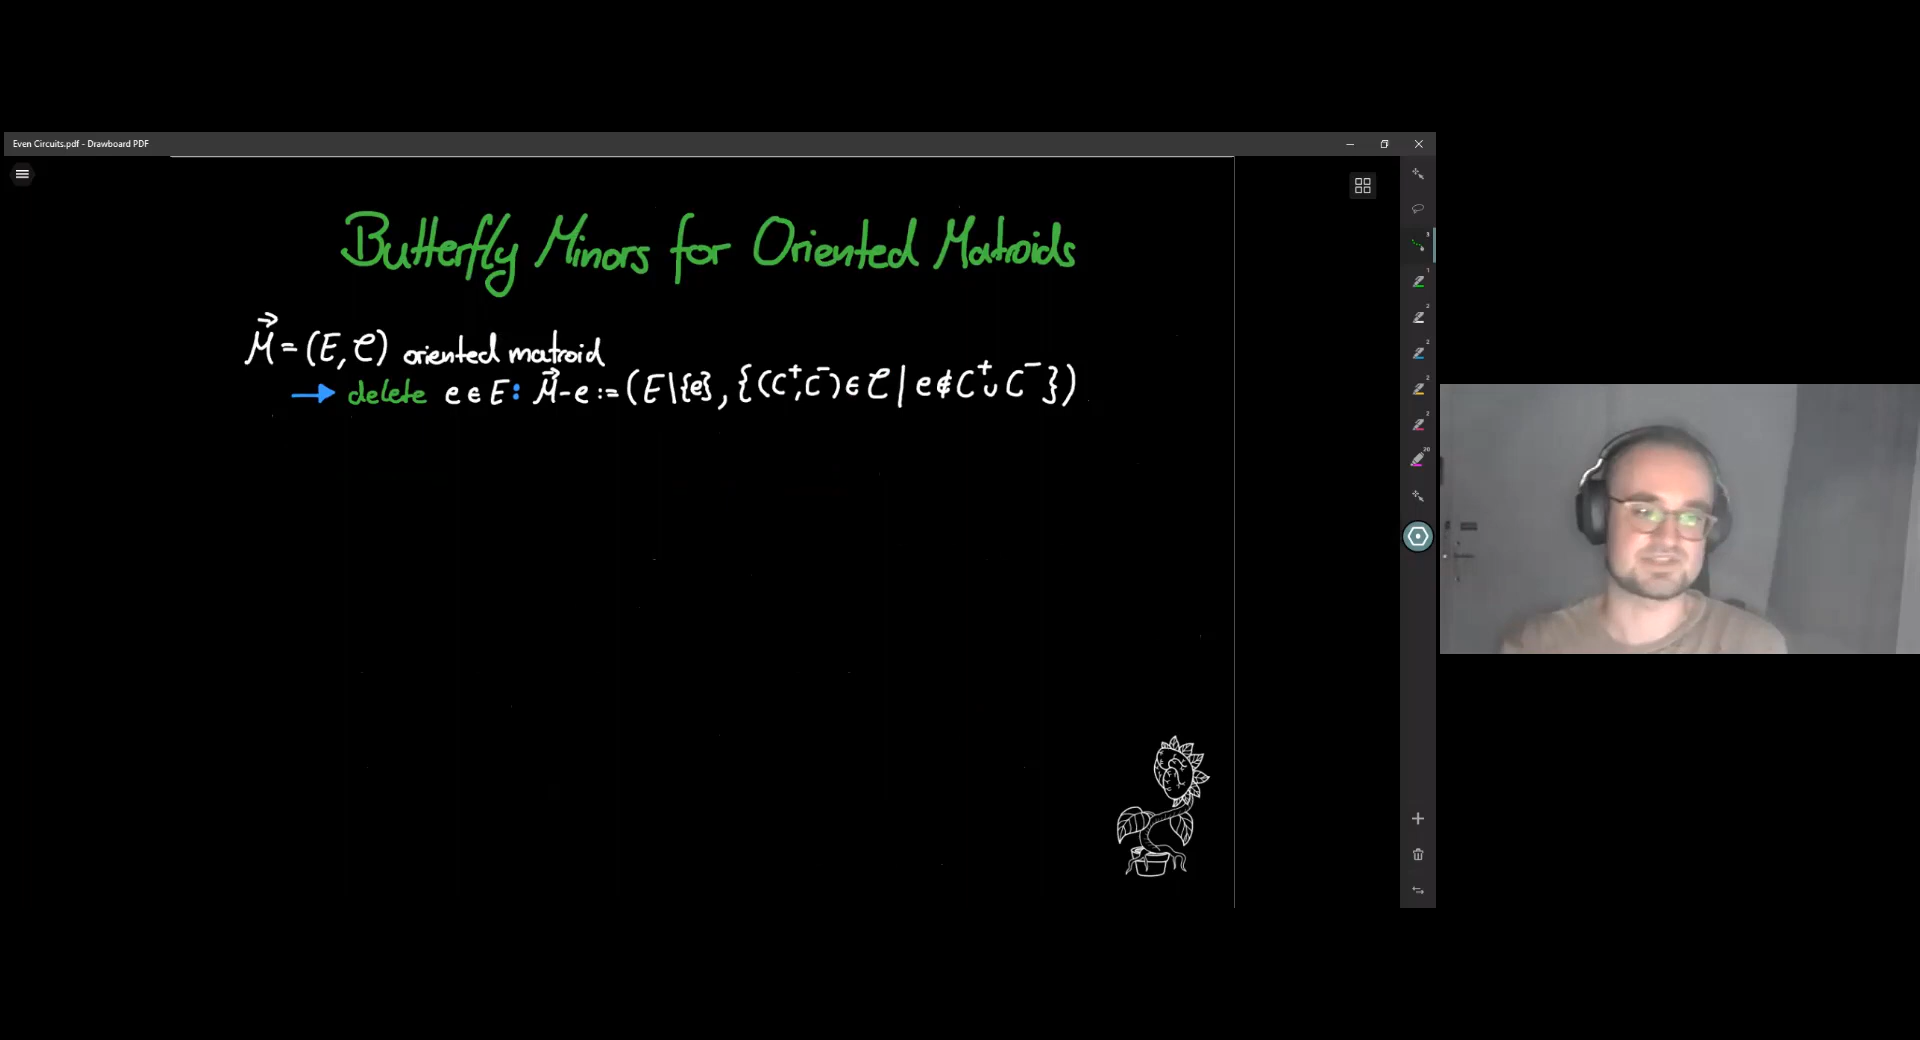 Even Circuits.pdf - Drawboard PDF
Butterfly Minors for Oriented Matroids
M⃗ = (E, 𝒞) oriented matroid
→ delete e ∈ E: M⃗ - e := (E \ {e}, {(C⁺, C⁻) ∈ 𝒞 | e ∉ C⁺ ∪ C⁻})